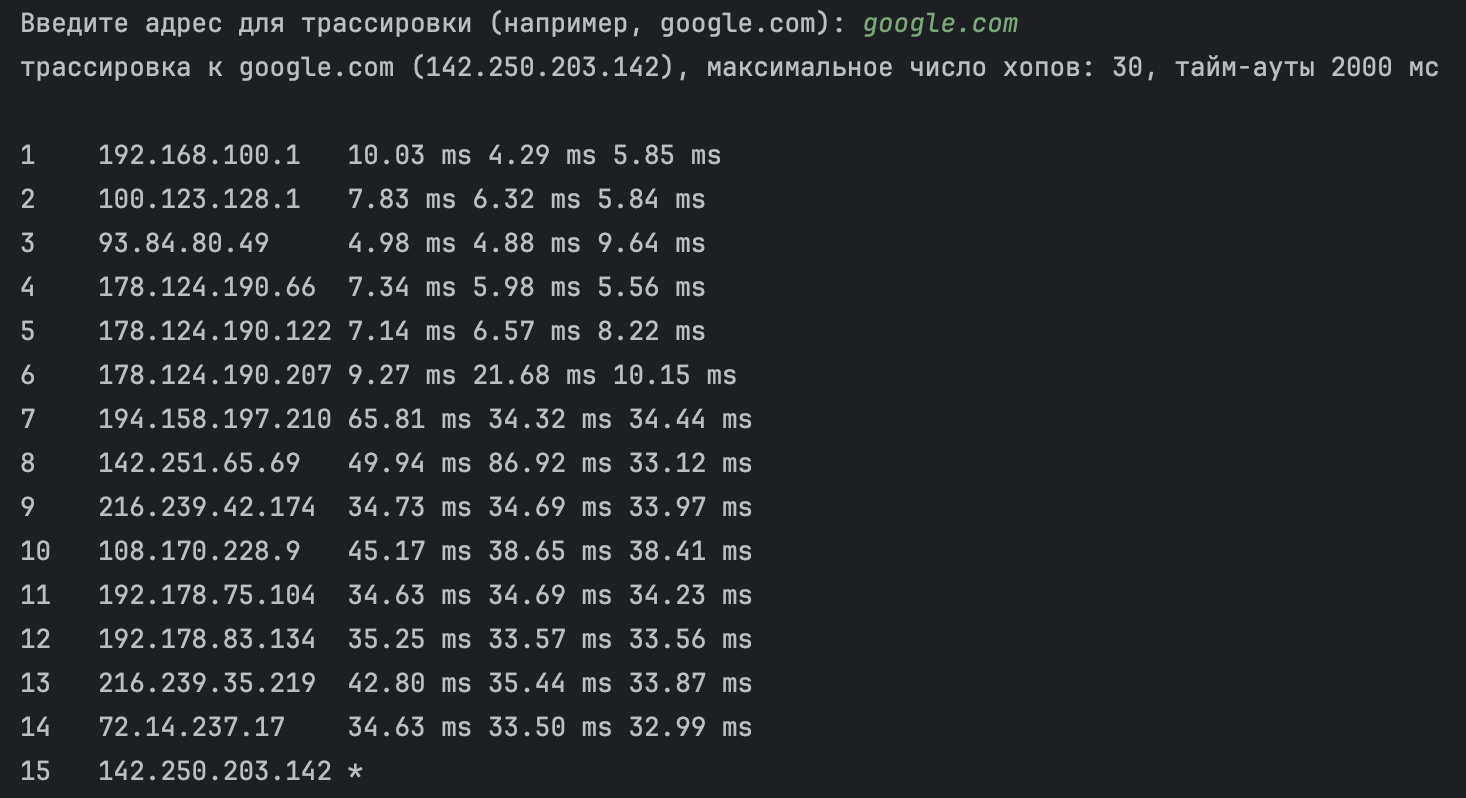 Введите адрес для трассировки (например, google.com): google.com
трассировка к google.com (142.250.203.142), максимальное число хопов: 30, тайм-ауты 2000 мс
1 192.168.100.1 10.03 ms 4.29 ms 5.85 ms
2 100.123.128.1 7.83 ms 6.32 ms 5.84 ms
3 93.84.80.49 4.98 ms 4.88 ms 9.64 ms
4 178.124.190.66 7.34 ms 5.98 ms 5.56 ms
5 178.124.190.122 7.14 ms 6.57 ms 8.22 ms
6 178.124.190.207 9.27 ms 21.68 ms 10.15 ms
7 194.158.197.210 65.81 ms 34.32 ms 34.44 ms
8 142.251.65.69 49.94 ms 86.92 ms 33.12 ms
9 216.239.42.174 34.73 ms 34.69 ms 33.97 ms
10 108.170.228.9 45.17 ms 38.65 ms 38.41 ms
11 192.178.75.104 34.63 ms 34.69 ms 34.23 ms
12 192.178.83.134 35.25 ms 33.57 ms 33.56 ms
13 216.239.35.219 42.80 ms 35.44 ms 33.87 ms
14 72.14.237.17 34.63 ms 33.50 ms 32.99 ms
15 142.250.203.142 *